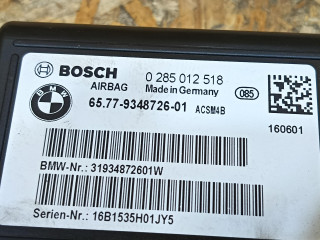 BOSCH 0 285 012 518
AIRBAG Made in Germany 085
BMW 65.77-9348726-01 ACSM4B
160601
BMW-Nr.: 31934872601W
Serien-Nr.: 16B1535H01JY5